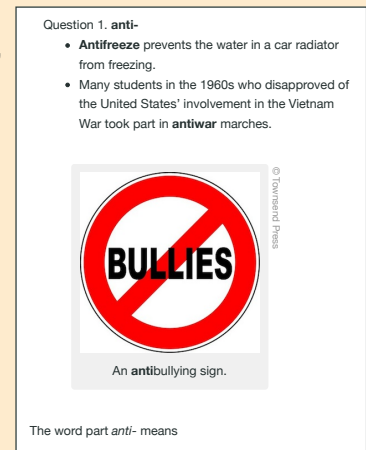 Question 1. anti-
• Antifreeze prevents the water in a car radiator
from freezing.
• Many students in the 1960s who disapproved of
the United States' involvement in the Vietnam
War took part in antiwar marches.
© Townsend Press
BULLIES
An antibullying sign.
The word part anti- means